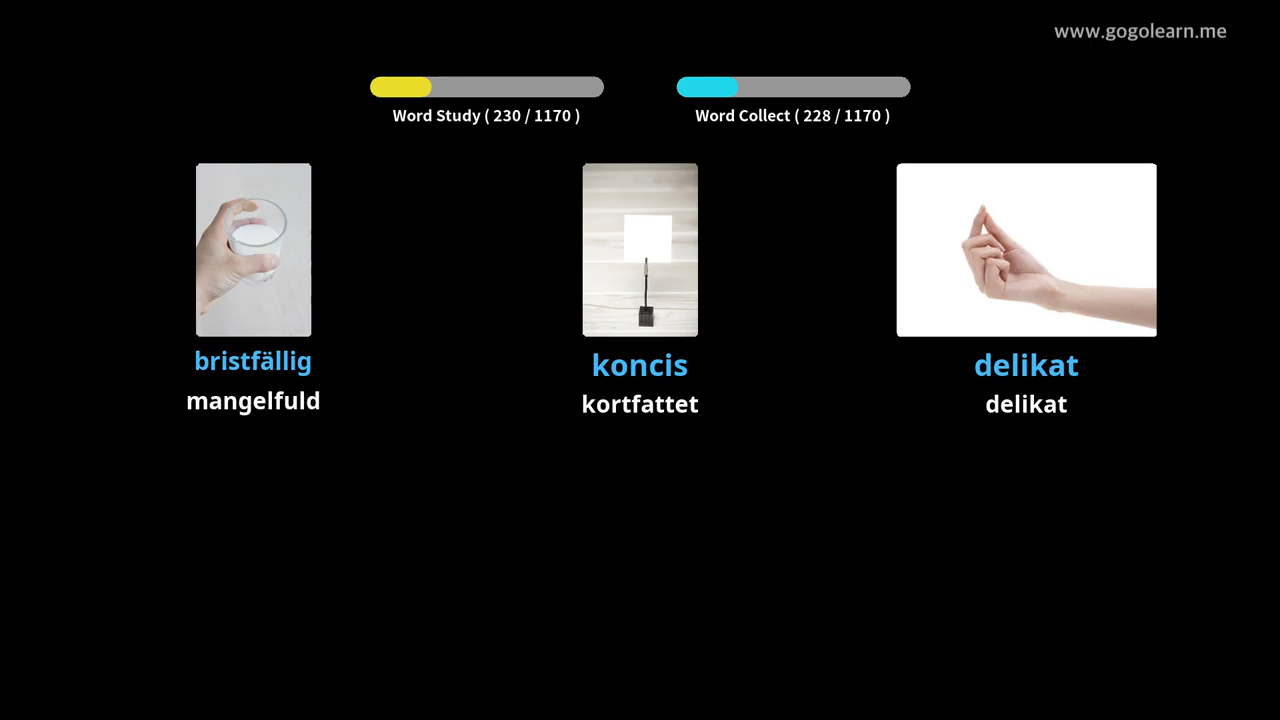 www.gogolearn.me
Word Study ( 230 / 1170 )
Word Collect ( 228 / 1170 )
bristfällig
mangelfuld
koncis
kortfattet
delikat
delikat